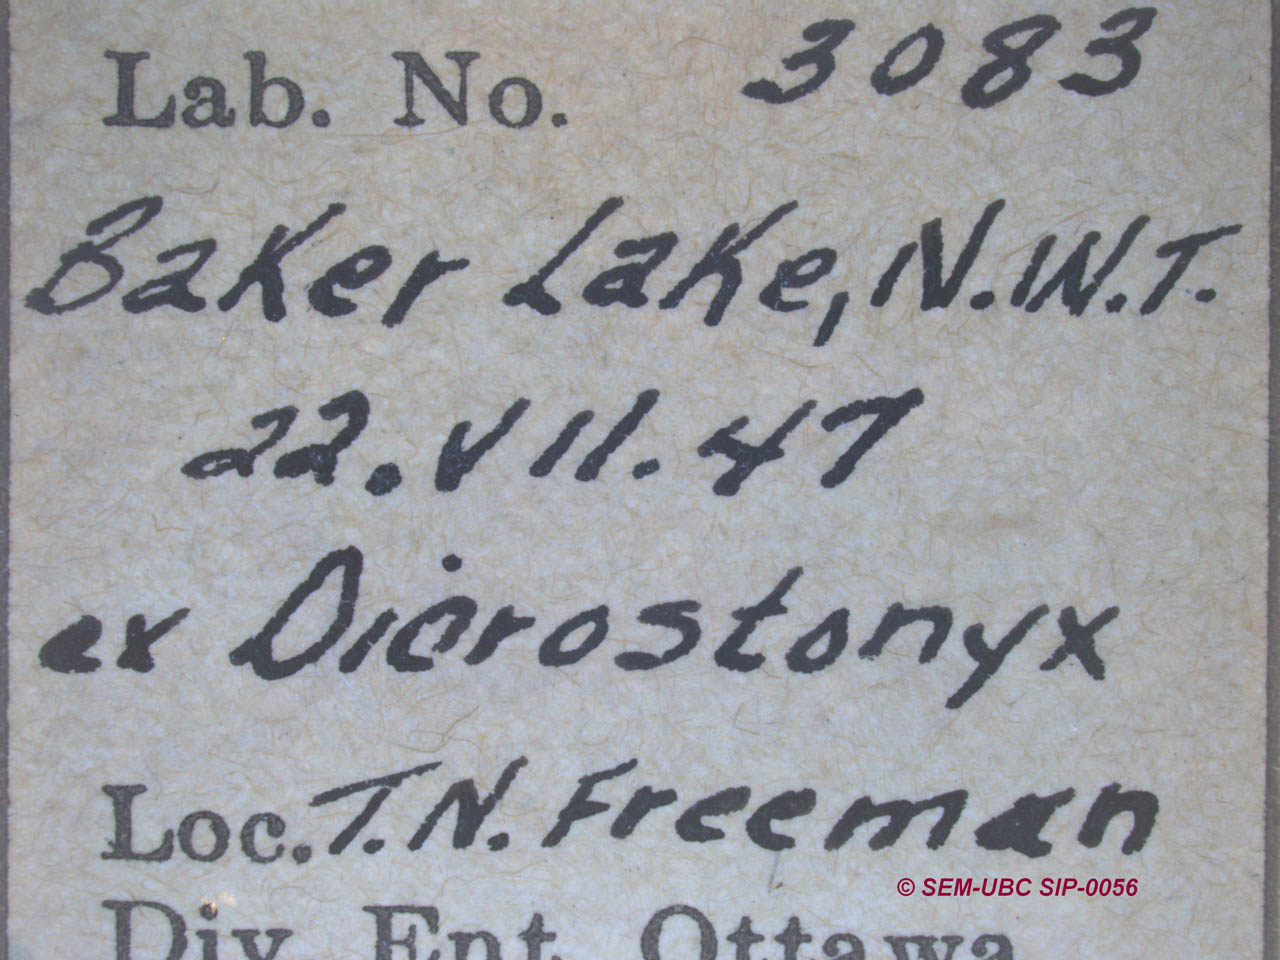 Lab. No. 3083
Baker Lake, N.W.T.
22.VII.47
ex Dicrostonyx
Loc. T.N. Freeman
© SEM-UBC SIP-0056
Div. Ent. Ottawa